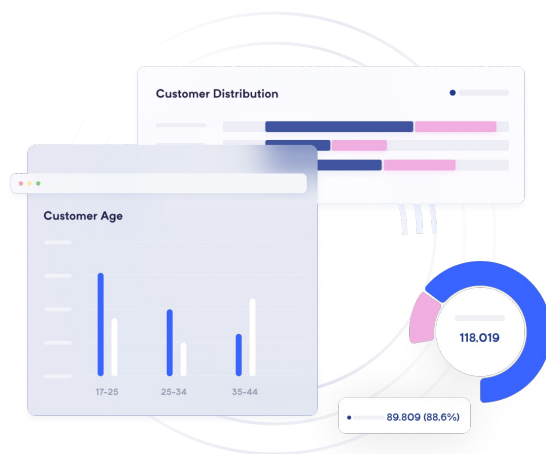 Customer Distribution
Customer Age
17-25 25-34 35-44
118.019
89.809 (88.6%)